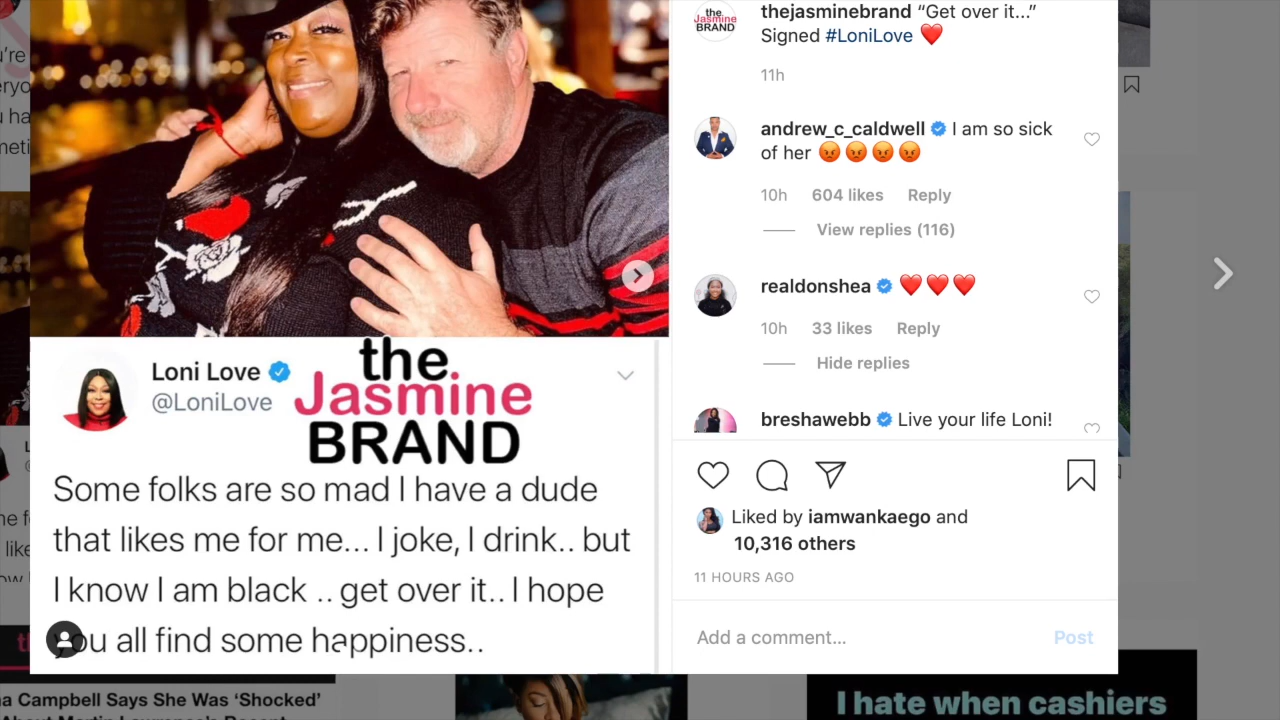 the
Jasmine
BRAND
thejasminebrand “Get over it...”
Signed #LoniLove ❤️
11h
andrew_c_caldwell I am so sick
of her 😡😡😡😡
10h 604 likes Reply
View replies (116)
realdonshea ❤️❤️❤️
10h 33 likes Reply
Hide replies
breshawebb Live your life Loni!
Liked by iamwankaego and
10,316 others
11 HOURS AGO
Add a comment... Post
Loni Love
@LoniLove
the
Jasmine
BRAND
Some folks are so mad I have a dude
that likes me for me... I joke, I drink.. but
I know I am black .. get over it.. I hope
you all find some happiness..
a Campbell Says She Was ‘Shocked’
I hate when cashiers